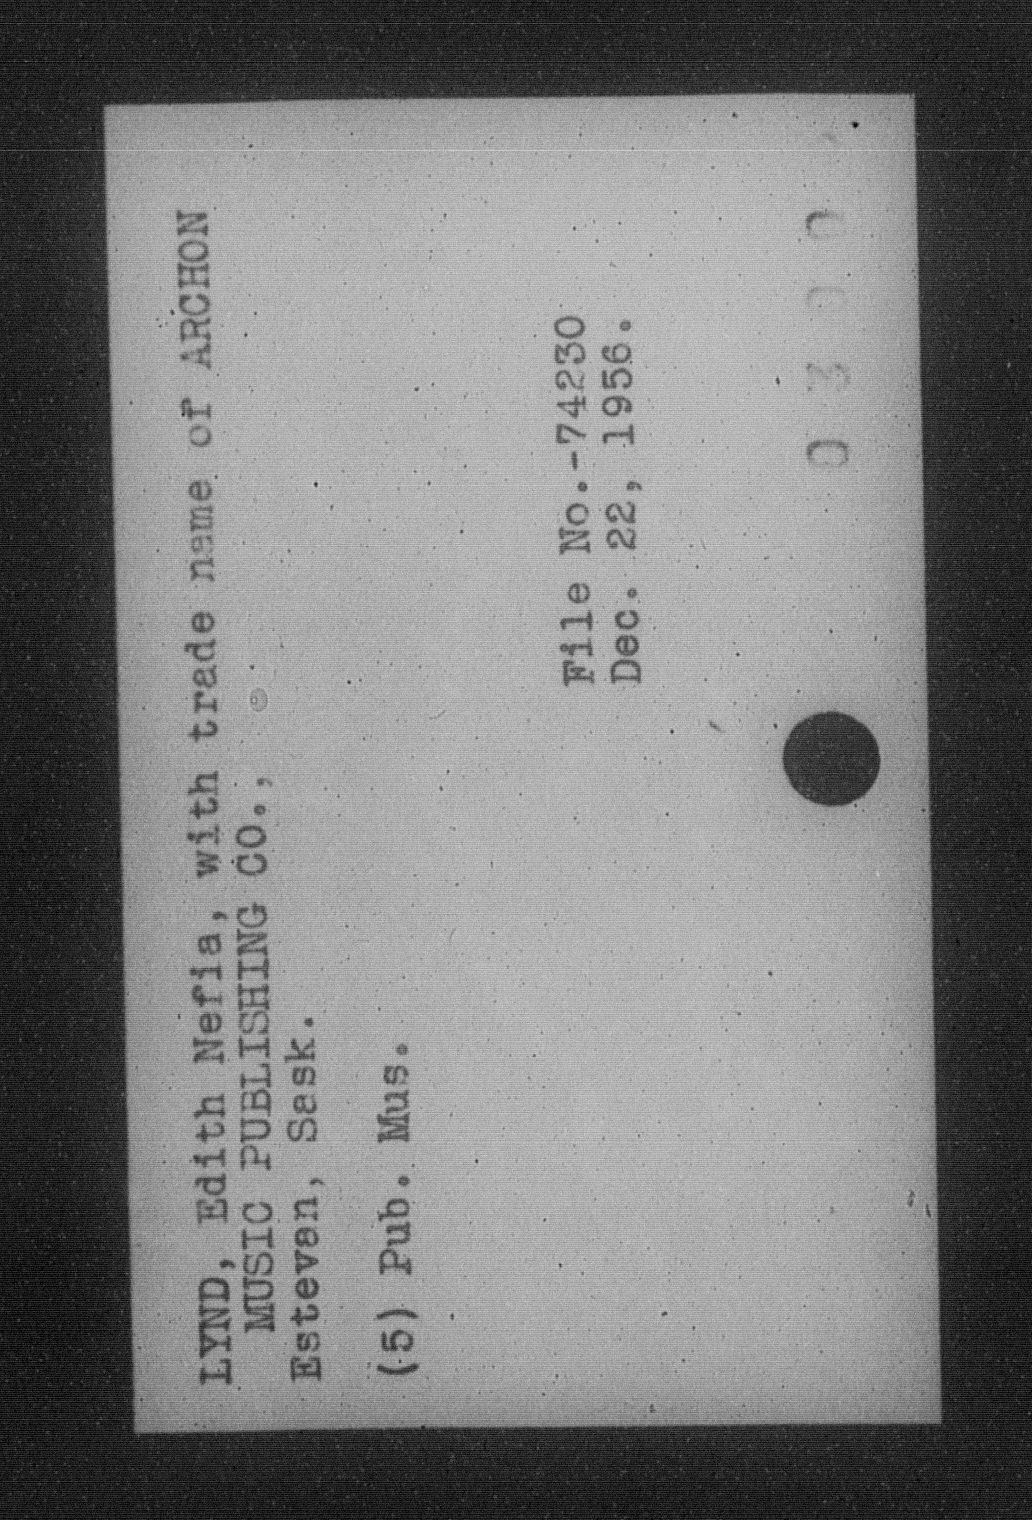 LYND, Edith Nefia, with trade name of ARCHON
MUSIC PUBLISHING CO.,
Estevan, Sask.
(5) Pub. Mus.
File No.-74230
Dec. 22, 1956.